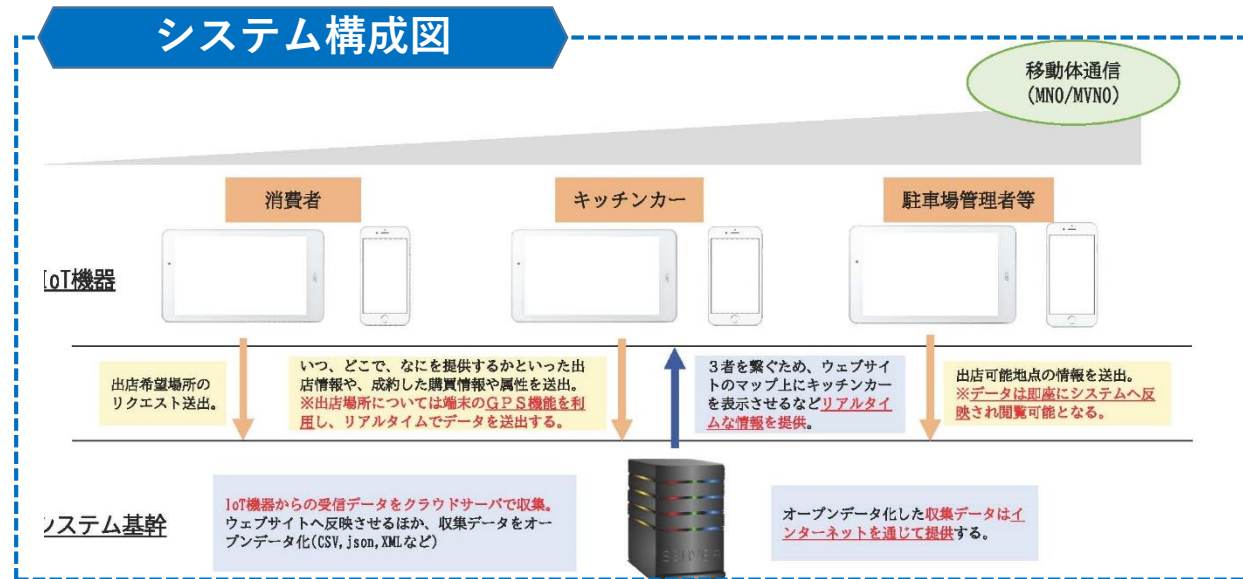 システム構成図
移動体通信
(MNO/MVNO)
消費者
キッチンカー
駐車場管理者等
IoT機器
出店希望場所の
リクエスト送出。
いつ、どこで、なにを提供するかといった出
店情報や、成約した購買情報や属性を送出。
※出店場所については端末のＧＰＳ機能を利
用し、リアルタイムでデータを送出する。
３者を繋ぐため、ウェブサイ
トのマップ上にキッチンカー
を表示させるなどリアルタイ
ムな情報を提供。
出店可能地点の情報を送出。
※データは即座にシステムへ反
映され閲覧可能となる。
システム基幹
IoT機器からの受信データをクラウドサーバで収集。
ウェブサイトへ反映させるほか、収集データをオー
プンデータ化(CSV,json,XMLなど)
SERVER
オープンデータ化した収集データはイ
ンターネットを通じて提供する。